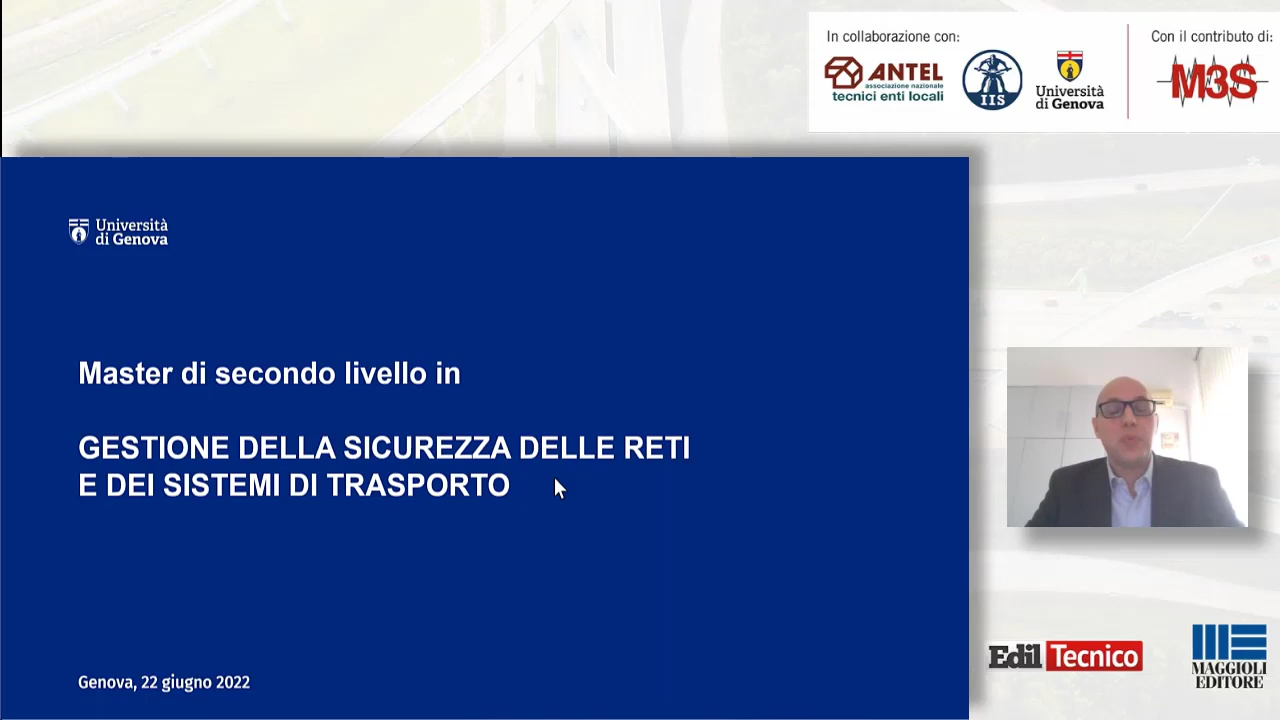 In collaborazione con:
Con il contributo di:
ANTEL
associazione nazionale
tecnici enti locali
IIS
Università
di Genova
M3S
Università
di Genova
Master di secondo livello in
GESTIONE DELLA SICUREZZA DELLE RETI
E DEI SISTEMI DI TRASPORTO
Genova, 22 giugno 2022
EdilTecnico
MAGGIOLI
EDITORE